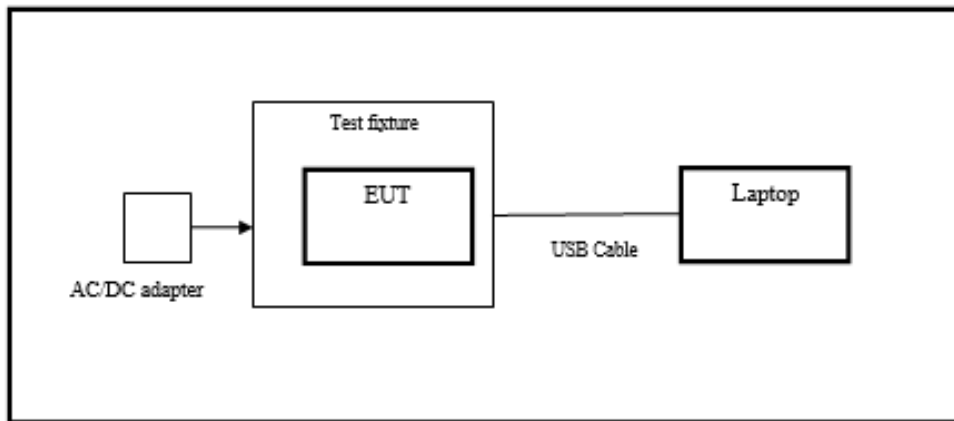 Test fixture
EUT
Laptop
USB Cable
AC/DC adapter